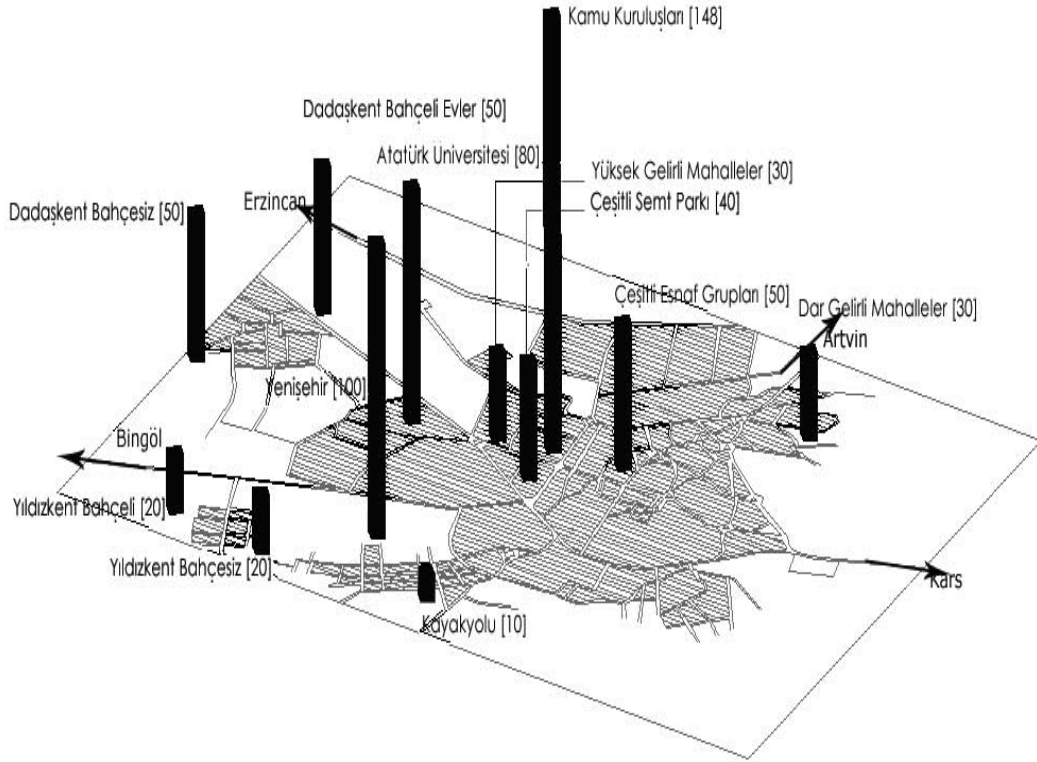 Kamu Kuruluşları [148]
Dadaşkent Bahçeli Evler [50]
Atatürk Üniversitesi [80]
Yüksek Gelirli Mahalleler [30]
Erzincan
Çeşitli Semt Parkı [40]
Dadaşkent Bahçesiz [50]
Çeşitli Esnaf Grupları [50]
Dar Gelirli Mahalleler [30]
Artvin
Yenişehir [100]
Bingöl
Yıldızkent Bahçeli [20]
Yıldızkent Bahçesiz [20]
Kars
Kayakyolu [10]